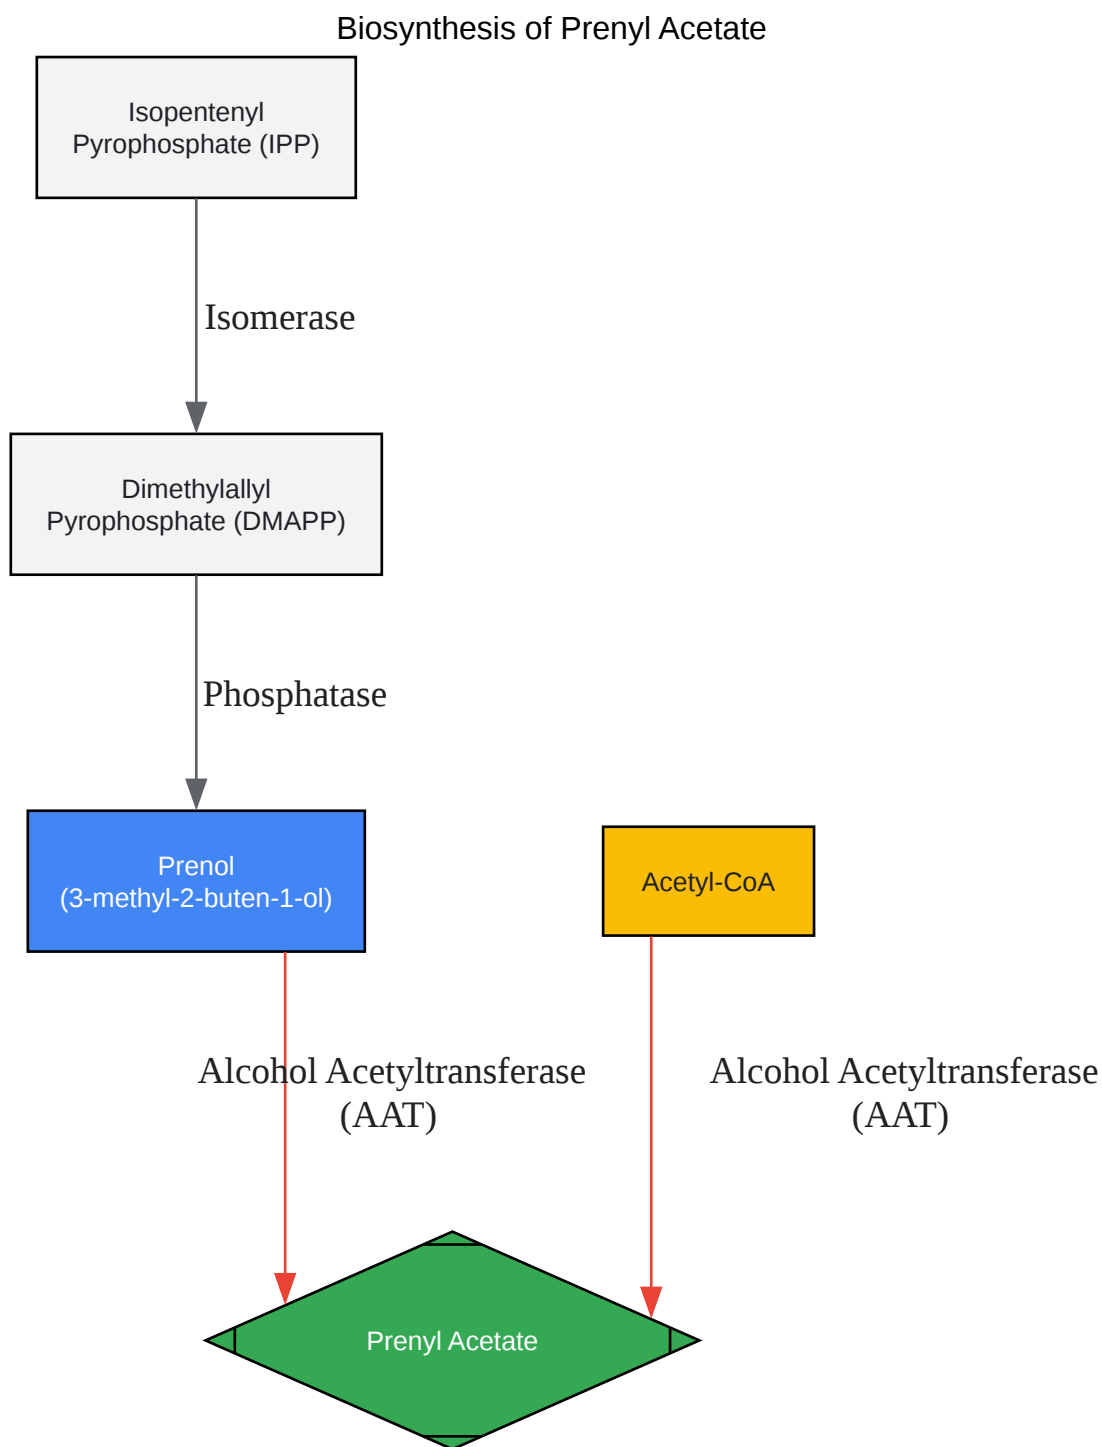 Biosynthesis of Prenyl Acetate
Isopentenyl
Pyrophosphate (IPP)
Isomerase
Dimethylallyl
Pyrophosphate (DMAPP)
Phosphatase
Prenol
(3-methyl-2-buten-1-ol)
Acetyl-CoA
Alcohol Acetyltransferase
(AAT)
Alcohol Acetyltransferase
(AAT)
Prenyl Acetate